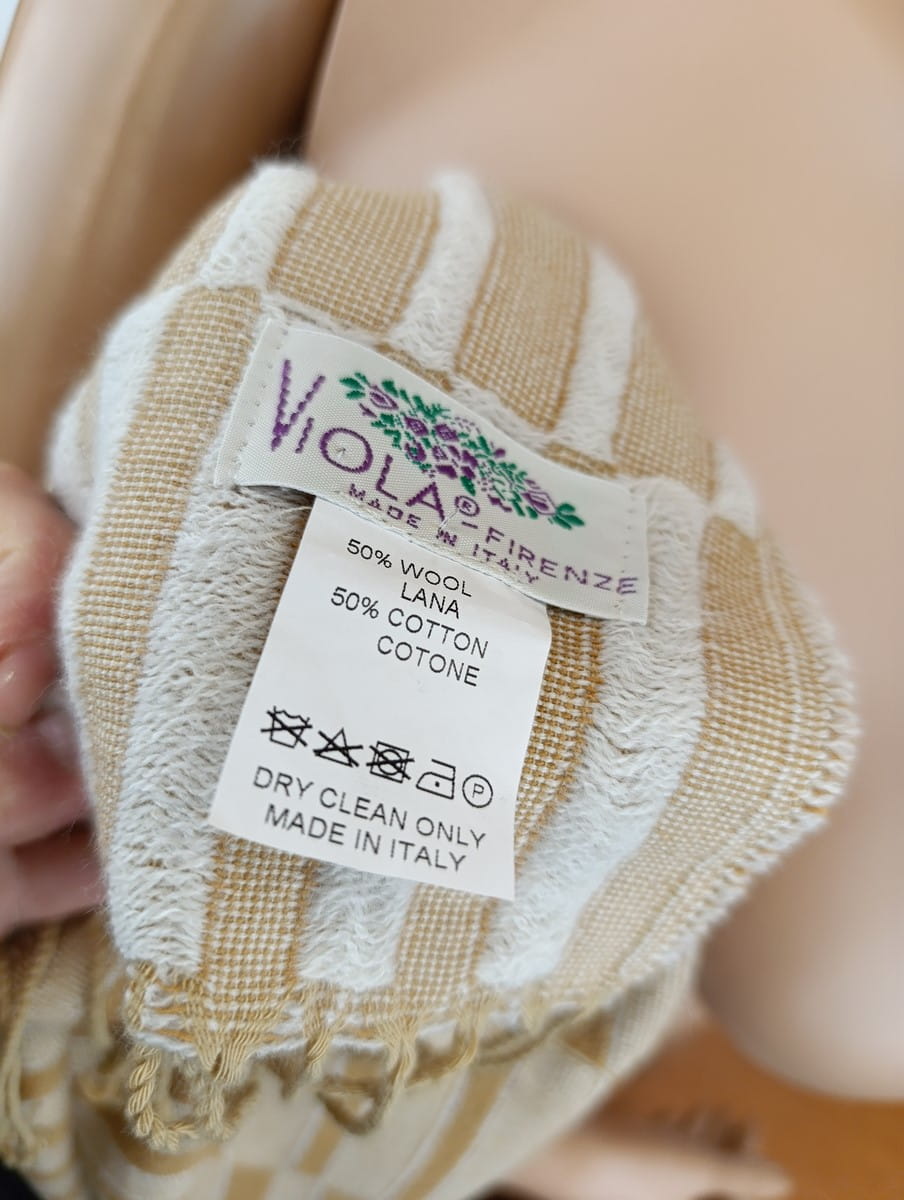 VIOLA®-FIRENZE
MADE IN ITALY
50% WOOL
LANA
50% COTTON
COTONE
P
DRY CLEAN ONLY
MADE IN ITALY